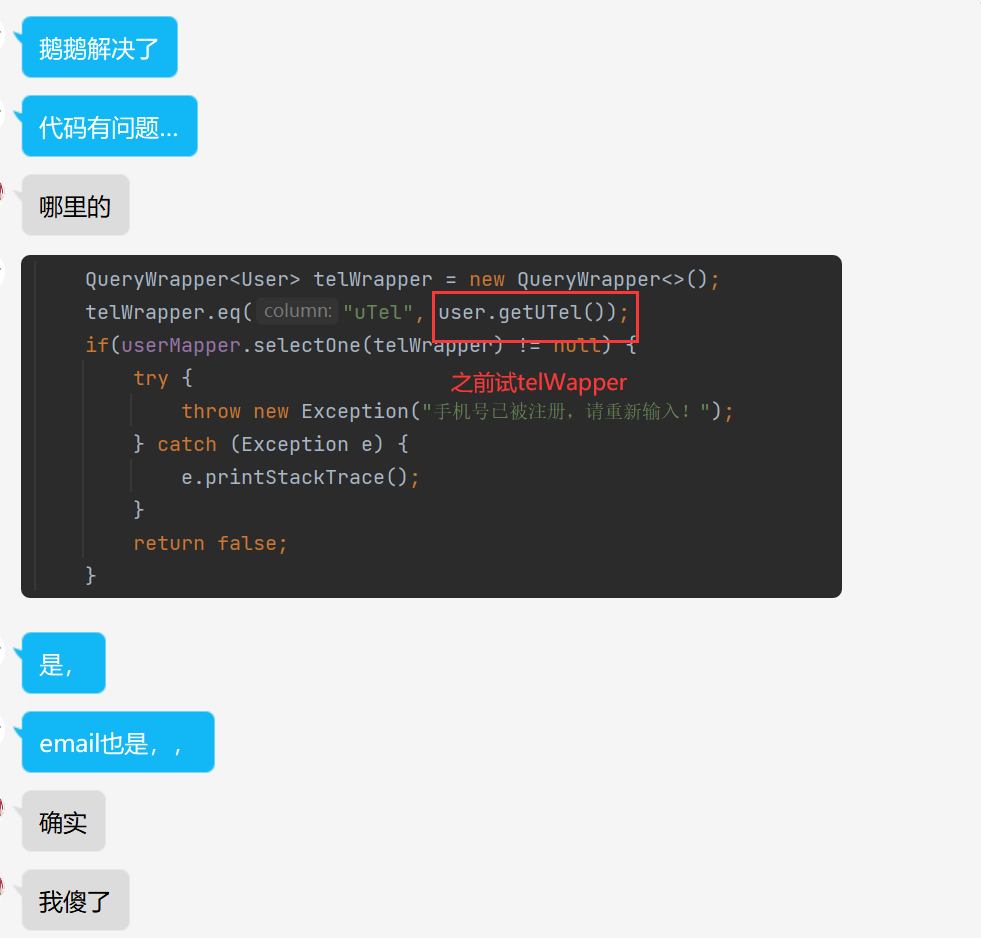 鹅鹅解决了
代码有问题...
哪里的
QueryWrapper<User> telWrapper = new QueryWrapper<>();
telWrapper.eq( column: "uTel", user.getUTel());
if(userMapper.selectOne(telWrapper) != null) {
try {
之前试telWapper
throw new Exception("手机号已被注册，请重新输入！");
} catch (Exception e) {
e.printStackTrace();
}
return false;
}
是，
email也是，，
确实
我傻了